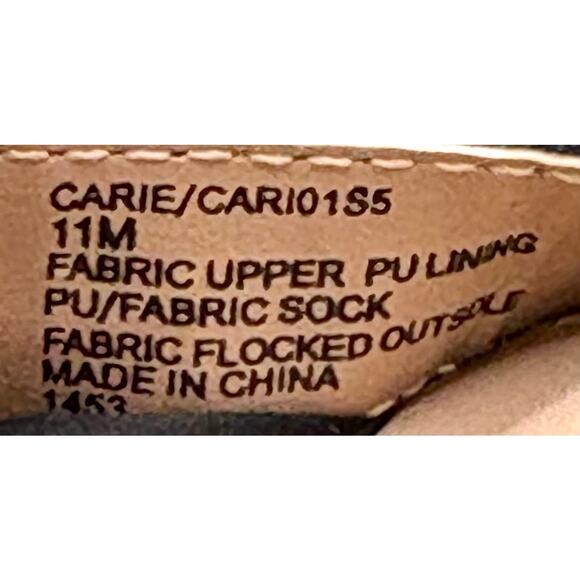 CARIE/CARI01S5
11M
FABRIC UPPER PU LINING
PU/FABRIC SOCK
FABRIC FLOCKED OUTSOLE
MADE IN CHINA
1453